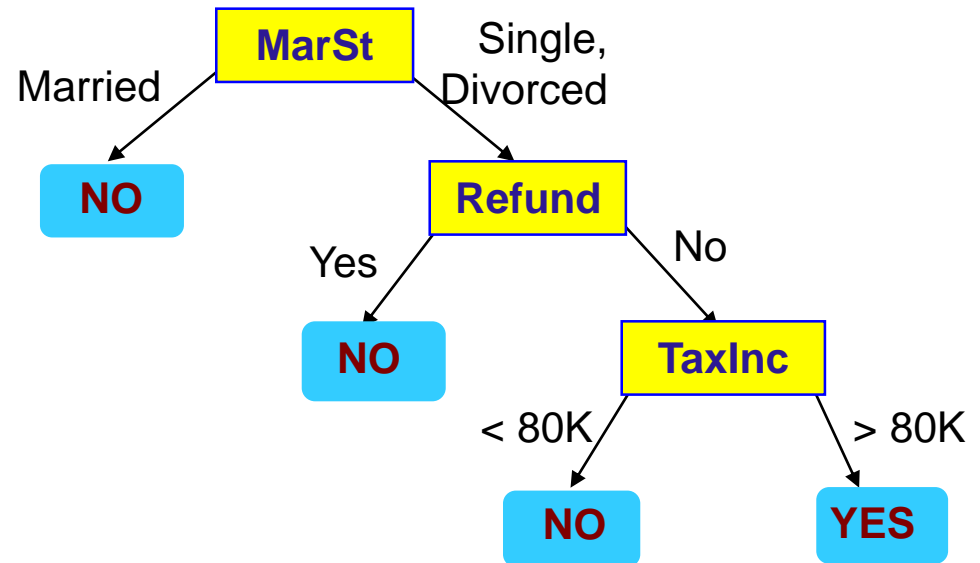 MarSt
Single,
Divorced
Married
NO
Refund
Yes
No
NO
TaxInc
< 80K
> 80K
NO
YES